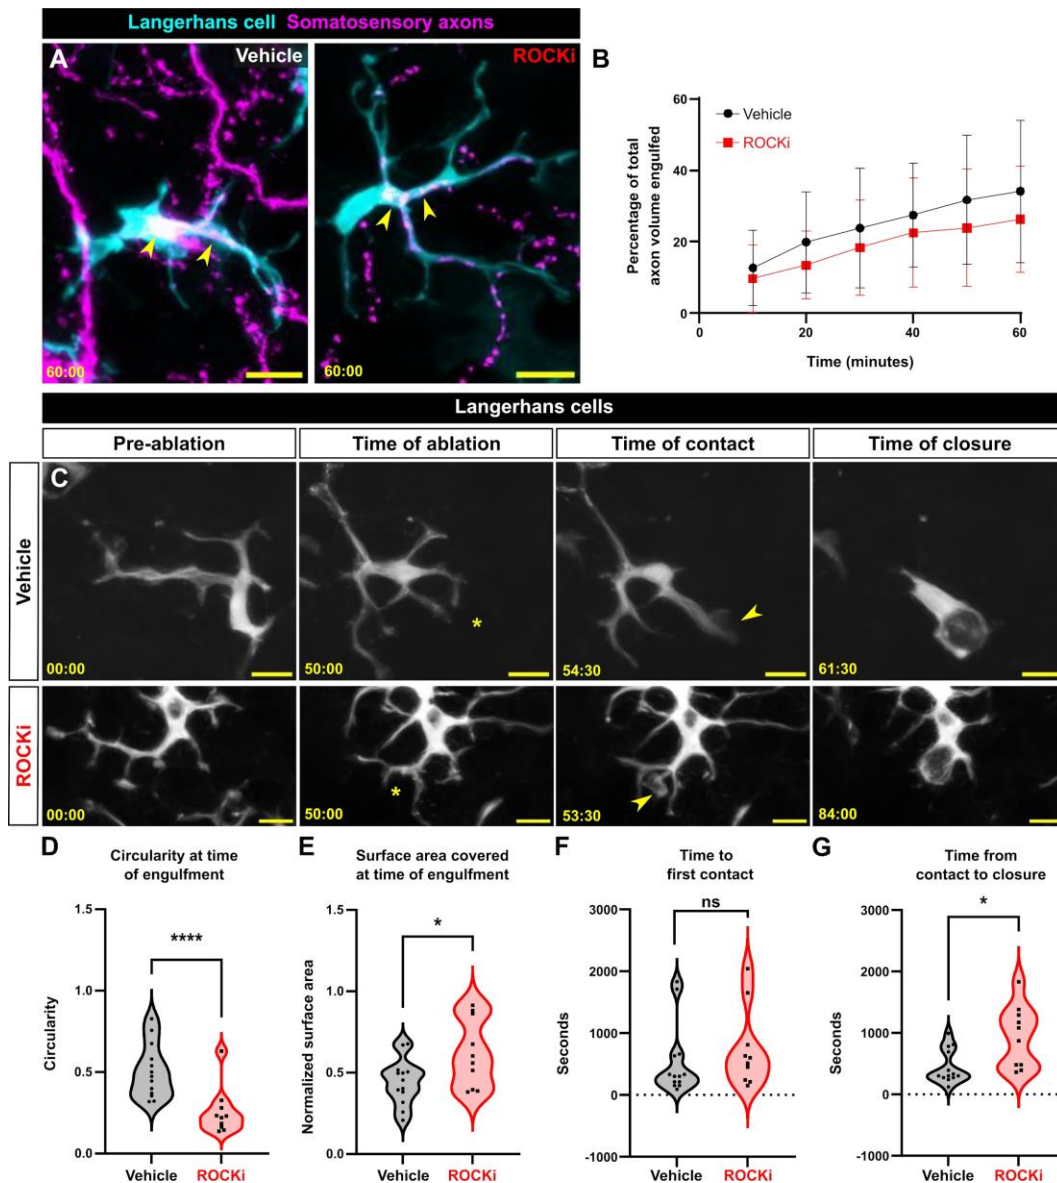 Langerhans cell Somatosensory axons
A
Vehicle
ROCKi
60:00
60:00
B
Percentage of total
axon volume engulfed
60
40
20
0
Vehicle
ROCKi
0
20
40
60
Time (minutes)
Langerhans cells
Pre-ablation
Time of ablation
Time of contact
Time of closure
C
Vehicle
00:00
50:00
*
54:30
61:30
ROCKi
00:00
50:00
*
53:30
84:00
D
Circularity at time
of engulfment
Circularity
1.5
1.0
0.5
0.0
****
Vehicle
ROCKi
E
Surface area covered
at time of engulfment
Normalized surface area
1.5
1.0
0.5
0.0
*
Vehicle
ROCKi
F
Time to
first contact
Seconds
3000
2000
1000
0
-1000
ns
Vehicle
ROCKi
G
Time from
contact to closure
Seconds
3000
2000
1000
0
-1000
*
Vehicle
ROCKi